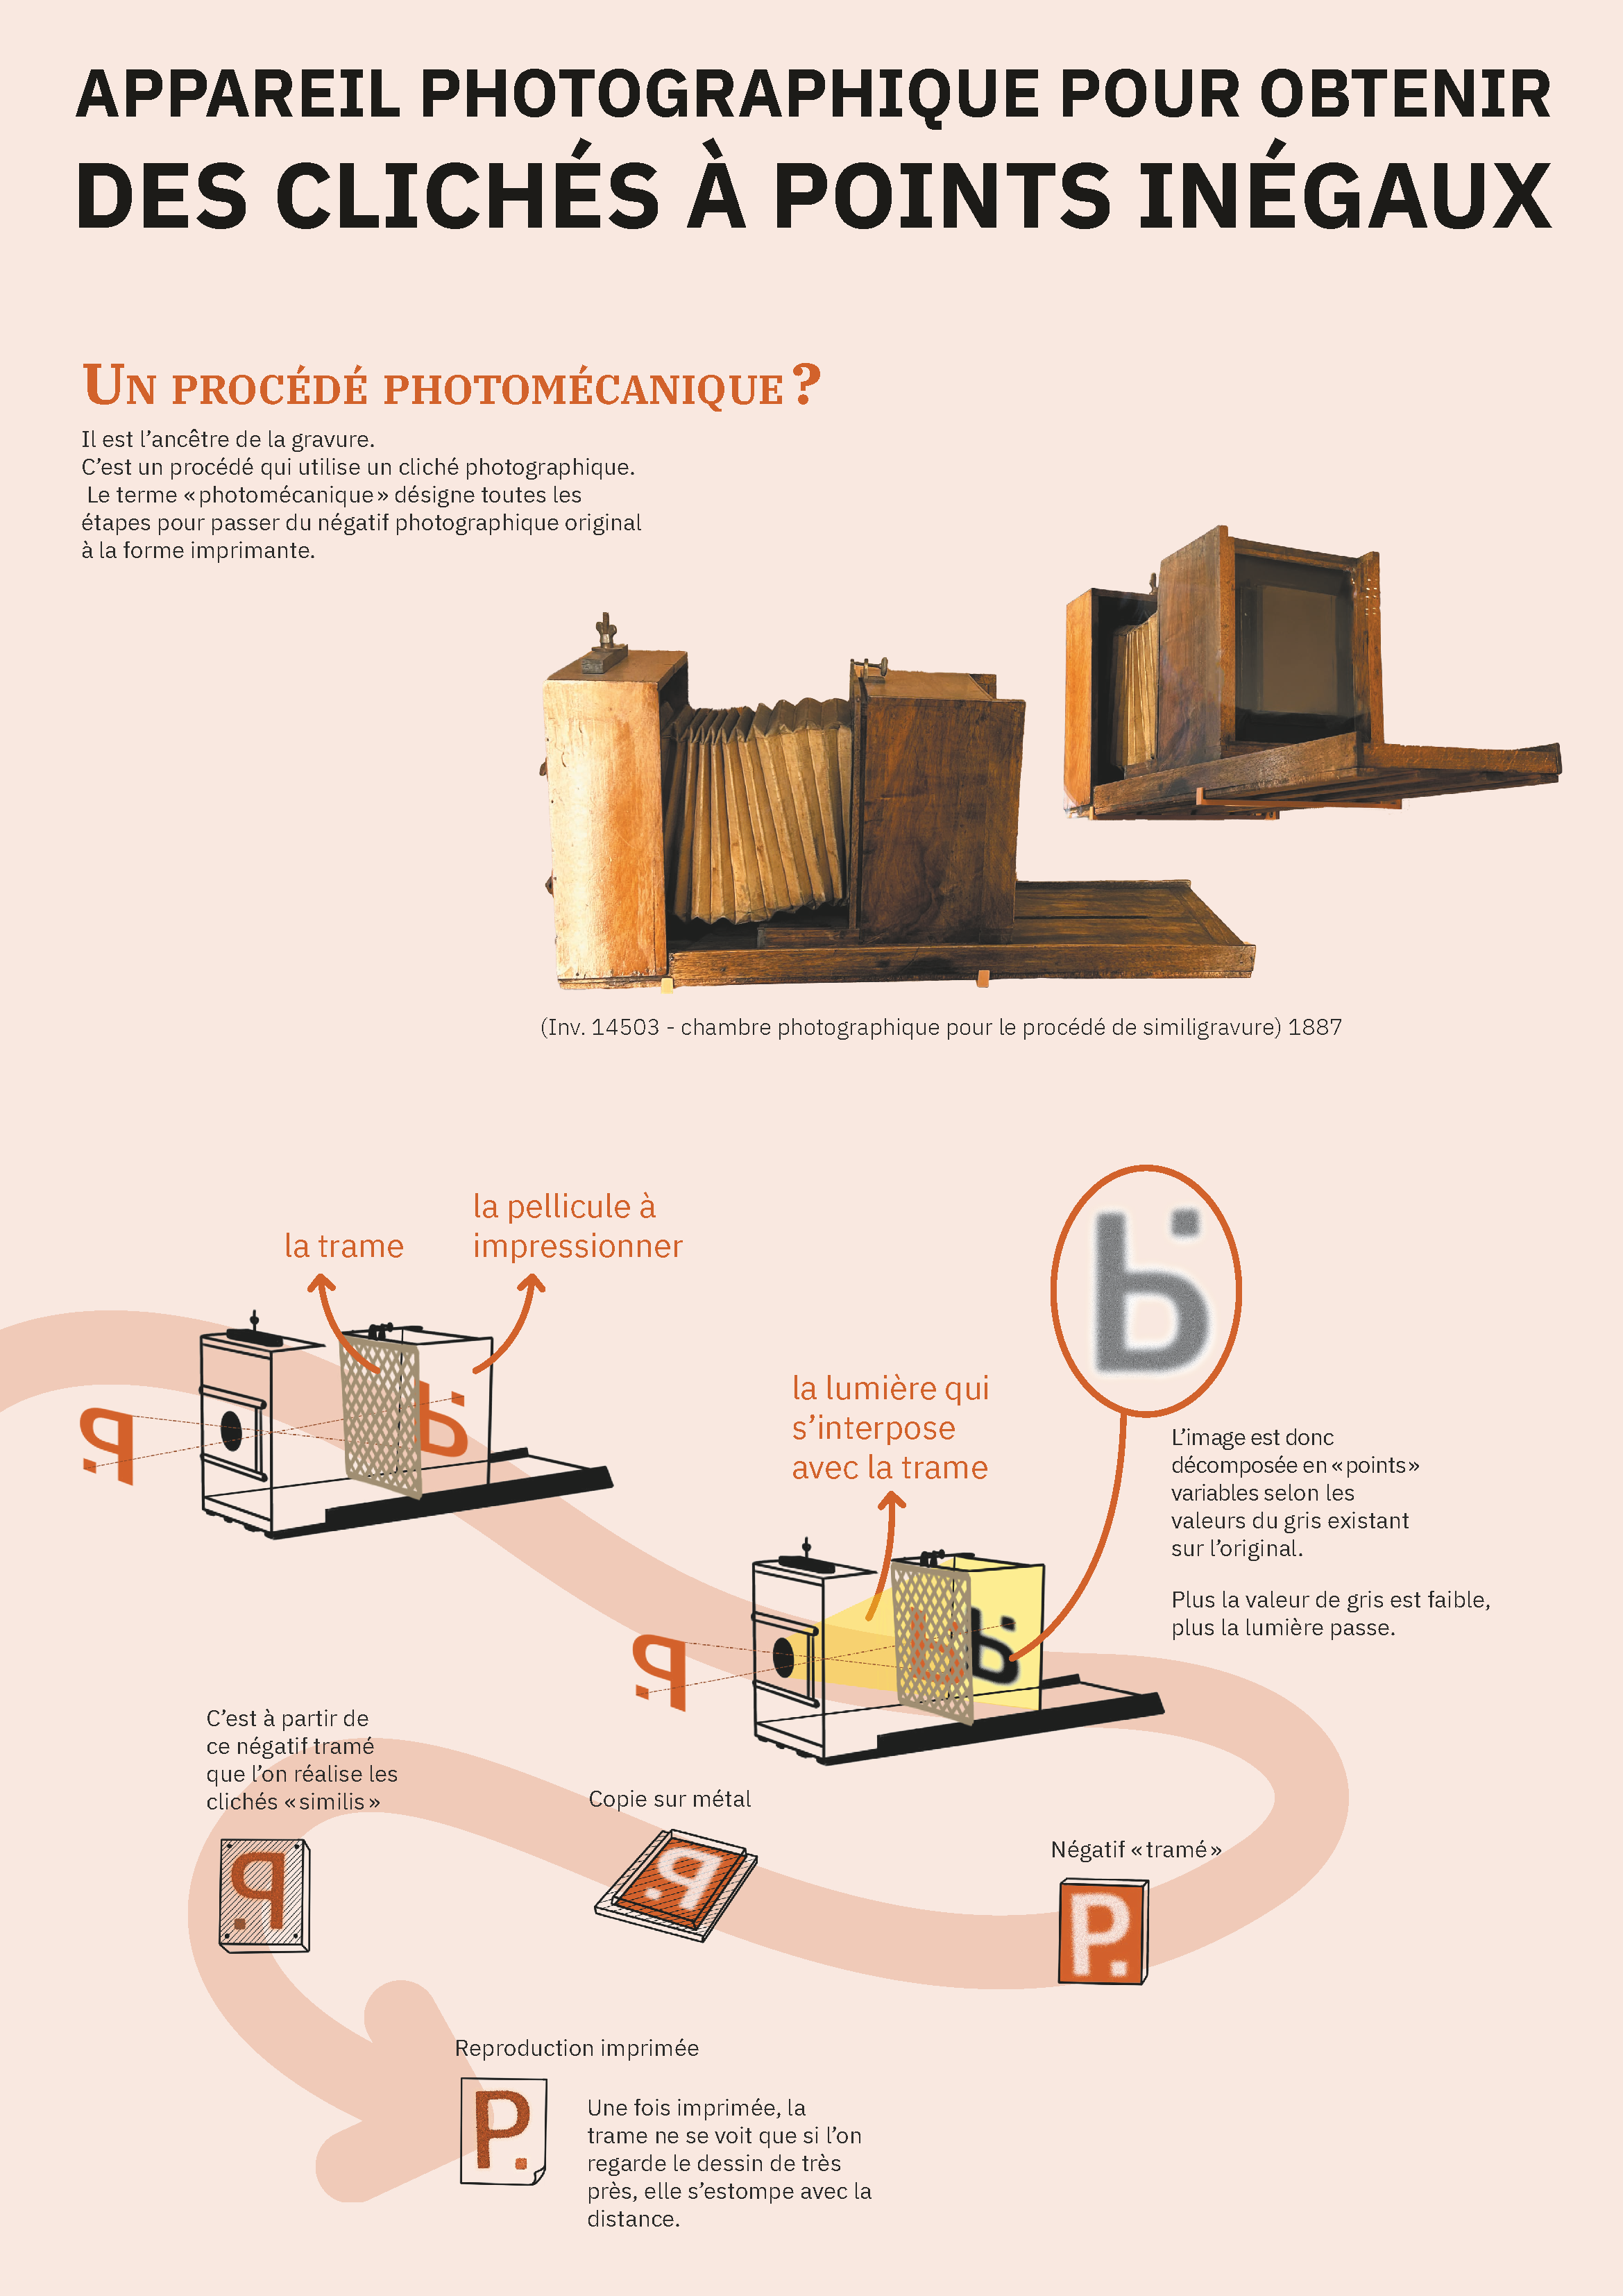 APPAREIL PHOTOGRAPHIQUE POUR OBTENIR
DES CLICHÉS À POINTS INÉGAUX
UN PROCÉDÉ PHOTOMÉCANIQUE ?
Il est l’ancêtre de la gravure.
C’est un procédé qui utilise un cliché photographique.
Le terme « photomécanique » désigne toutes les
étapes pour passer du négatif photographique original
à la forme imprimante.
(Inv. 14503 - chambre photographique pour le procédé de similigravure) 1887
la trame
la pellicule à
impressionner
la lumière qui
s’interpose
avec la trame
L’image est donc
décomposée en « points »
variables selon les
valeurs du gris existant
sur l’original.
Plus la valeur de gris est faible,
plus la lumière passe.
C’est à partir de
ce négatif tramé
que l’on réalise les
clichés « similis »
Copie sur métal
Négatif « tramé »
P.
Reproduction imprimée
P.
Une fois imprimée, la
trame ne se voit que si l’on
regarde le dessin de très
près, elle s’estompe avec la
distance.